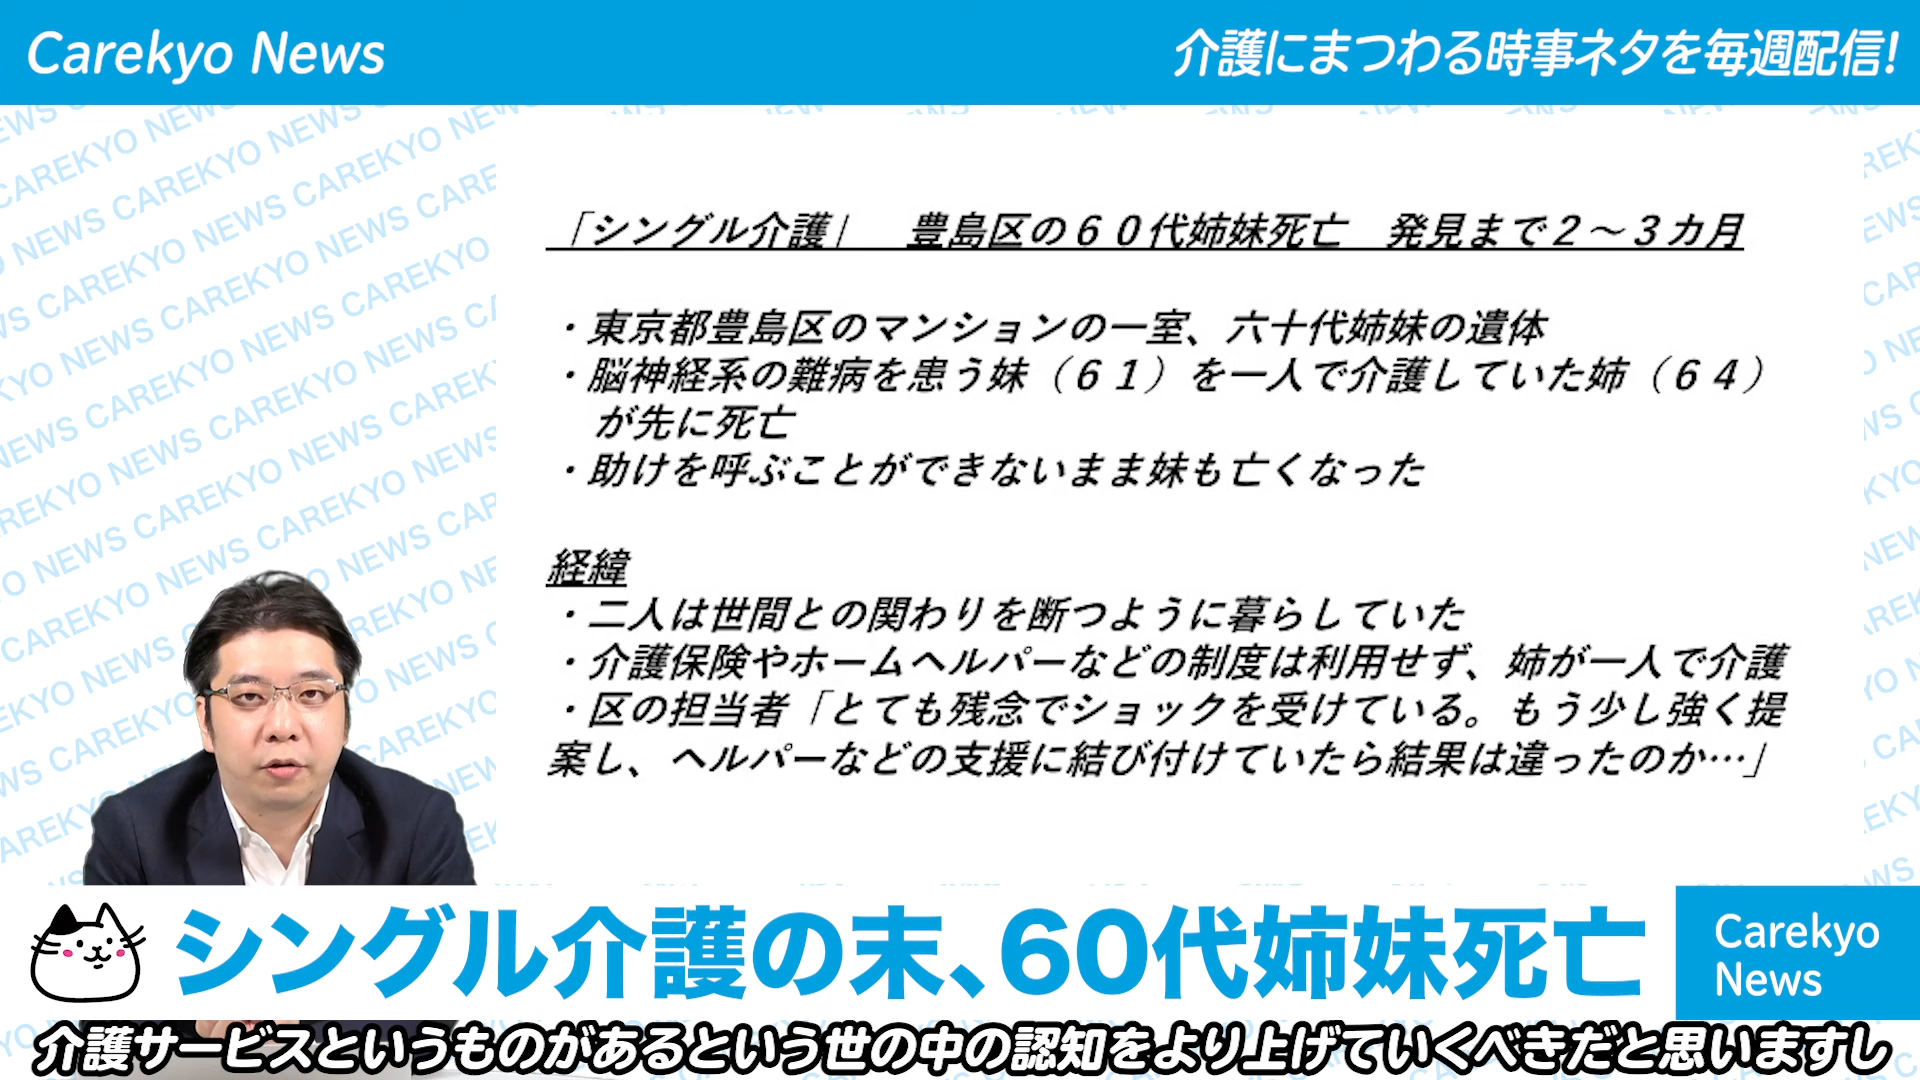 Carekyo News
介護にまつわる時事ネタを毎週配信!
「シングル介護」　豊島区の６０代姉妹死亡　発見まで２～３カ月
・東京都豊島区のマンションの一室、六十代姉妹の遺体
・脳神経系の難病を患う妹（６１）を一人で介護していた姉（６４）
が先に死亡
・助けを呼ぶことができないまま妹も亡くなった
経緯
・二人は世間との関わりを断つように暮らしていた
・介護保険やホームヘルパーなどの制度は利用せず、姉が一人で介護
・区の担当者「とても残念でショックを受けている。もう少し強く提
案し、ヘルパーなどの支援に結び付けていたら結果は違ったのか…」
シングル介護の末、60代姉妹死亡
Carekyo
News
介護サービスというものがあるという世の中の認知をより上げていくべきだと思いますし